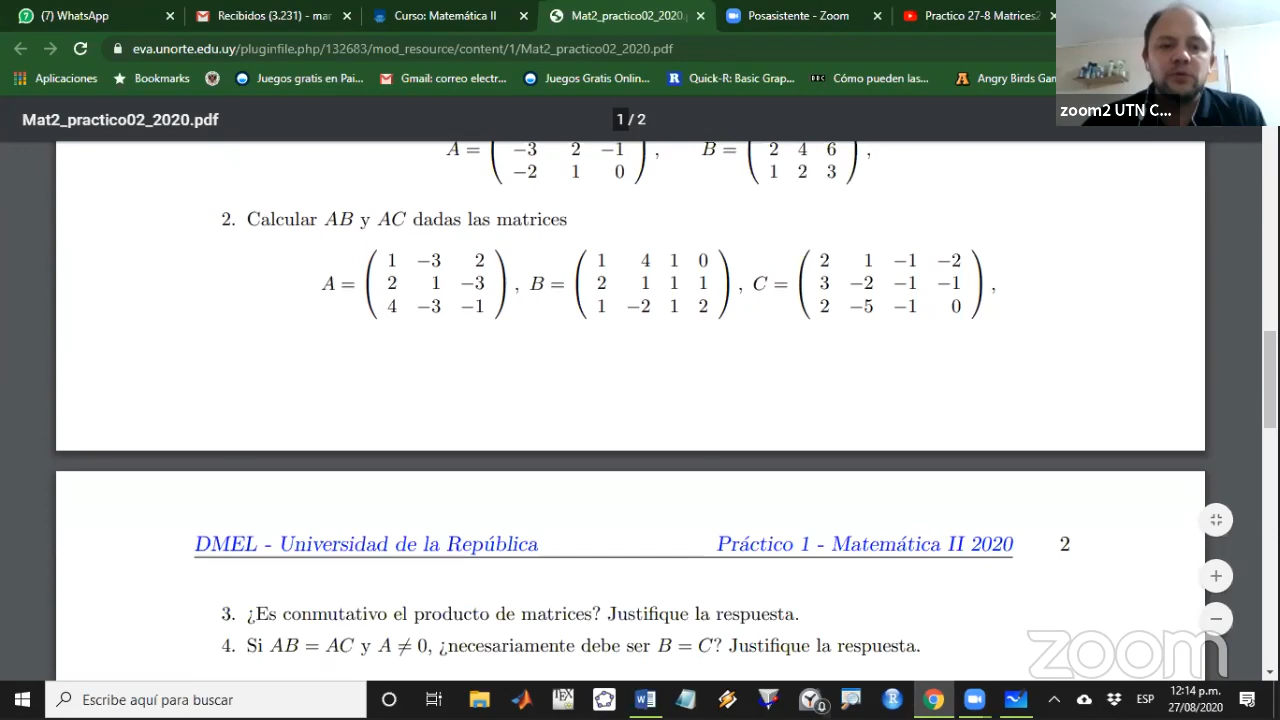 (7) WhatsApp
Recibidos (3.231) - mar
Curso: Matemática II
Mat2_practico02_2020.
Posasistente - Zoom
Practico 27-8 Matrices2
eva.unorte.edu.uy/pluginfile.php/132683/mod_resource/content/1/Mat2_practico02_2020.pdf
Aplicaciones
Bookmarks
Juegos gratis en Pai...
Gmail: correo electr...
Juegos Gratis Onlin...
Quick-R: Basic Grap...
BBC
Cómo pueden las...
Angry Birds Gam
zoom2 UTN C...
Mat2_practico02_2020.pdf
1 / 2
A = ( −3 2 −1 ) , B = ( 2 4 6 ) ,
−2 1 0 1 2 3
2. Calcular AB y AC dadas las matrices
1 −3 2 1 4 1 0 2 1 −1 −2
A = ( 2 1 −3 ) , B = ( 2 1 1 1 ) , C = ( 3 −2 −1 −1 ) ,
4 −3 −1 1 −2 1 2 2 −5 −1 0
DMEL - Universidad de la República Práctico 1 - Matemática II 2020 2
3. ¿Es conmutativo el producto de matrices? Justifique la respuesta.
4. Si AB = AC y A ≠ 0, ¿necesariamente debe ser B = C? Justifique la respuesta.
zoom
Escribe aquí para buscar
ESP
12:14 p.m.
27/08/2020